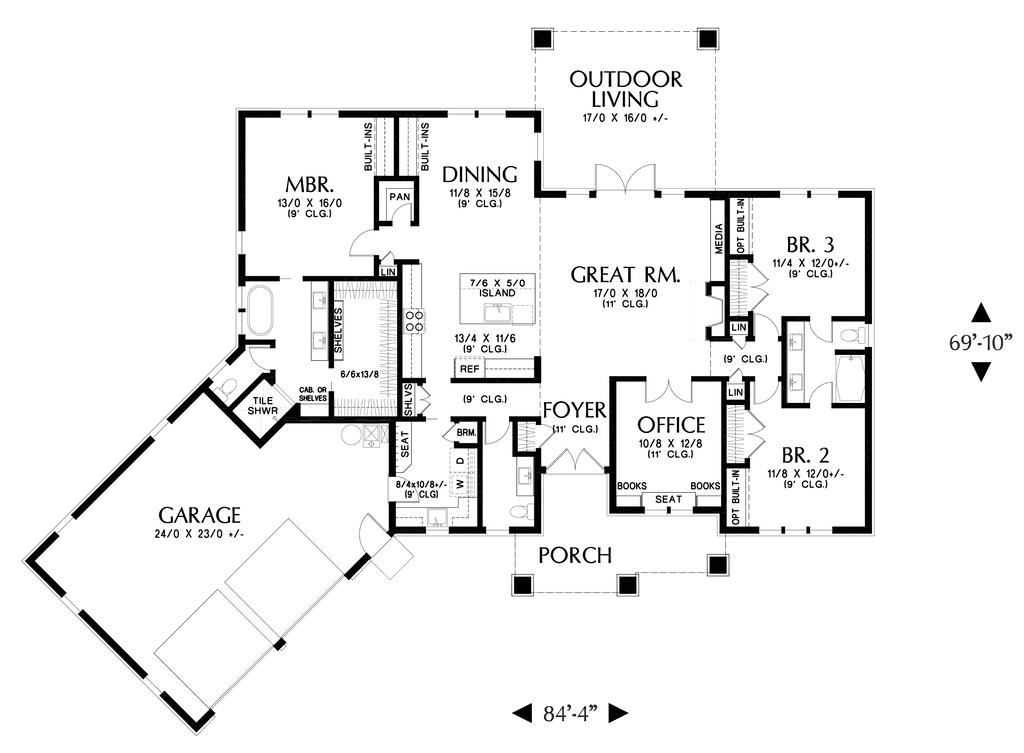 OUTDOOR
LIVING
17/0 X 16/0 +/-
BUILT-INS
BUILT-INS
MBR.
13/0 X 16/0
(9' CLG.)
PAN
LIN
DINING
11/8 X 15/8
(9' CLG.)
GREAT RM.
17/0 X 18/0
(11' CLG.)
MEDIA
OPT BUILT-IN
BR. 3
11/4 X 12/0+/-
(9' CLG.)
7/6 X 5/0
ISLAND
13/4 X 11/6
(9' CLG.)
REF
SHELVES
6/6x13/8
CAB. OR
SHELVES
TILE
SHWR
SHLVS
(9' CLG.)
LIN
(9' CLG.)
LIN
FOYER
(11' CLG.)
OFFICE
10/8 X 12/8
(11' CLG.)
BOOKS
BOOKS
SEAT
BR. 2
11/8 X 12/0+/-
(9' CLG.)
OPT BUILT-IN
SEAT
BRM.
D
W
8/4x10/8+/-
(9' CLG)
GARAGE
24/0 X 23/0 +/-
PORCH
69'-10"
84'-4"